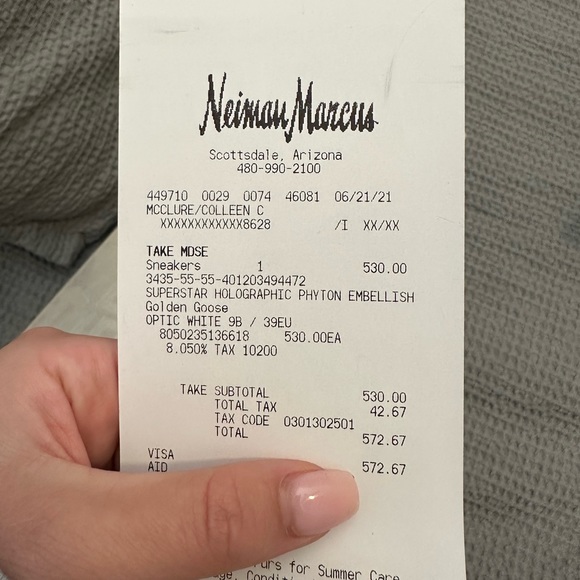 Neiman Marcus
Scottsdale, Arizona
480-990-2100
449710 0029 0074 46081 06/21/21
MCCLURE/COLLEEN C
XXXXXXXXXXXX8628 /I XX/XX
TAKE MDSE
Sneakers 1 530.00
3435-55-55-401203494472
SUPERSTAR HOLOGRAPHIC PHYTON EMBELLISH
Golden Goose
OPTIC WHITE 9B / 39EU
8050235136618 530.00EA
8.050% TAX 10200
TAKE SUBTOTAL 530.00
TOTAL TAX 42.67
TAX CODE 0301302501
TOTAL 572.67
VISA
AID 572.67
for Summer Care